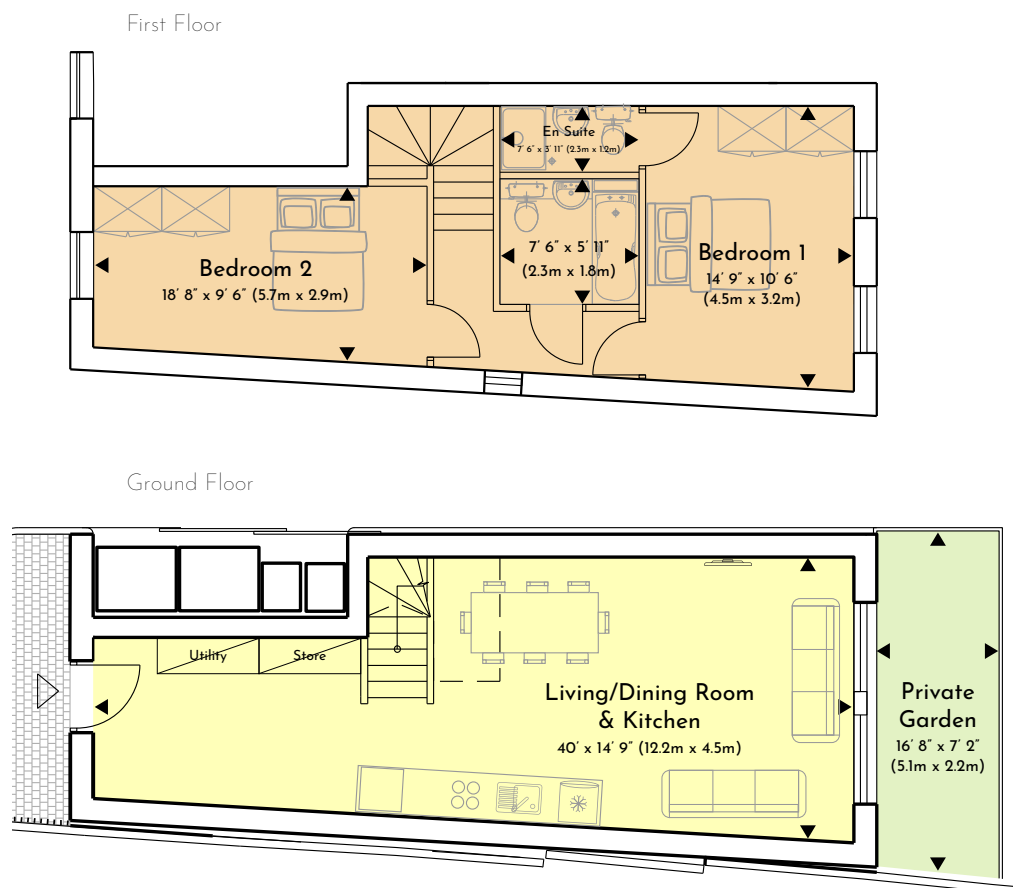 First Floor
En Suite
7′ 6″ x 3′ 11″ (2.3m x 1.2m)
7′ 6″ x 5′ 11″
(2.3m x 1.8m)
Bedroom 1
14′ 9″ x 10′ 6″
(4.5m x 3.2m)
Bedroom 2
18′ 8″ x 9′ 6″ (5.7m x 2.9m)
Ground Floor
Utility
Store
Living/Dining Room
& Kitchen
40′ x 14′ 9″ (12.2m x 4.5m)
Private
Garden
16′ 8″ x 7′ 2″
(5.1m x 2.2m)